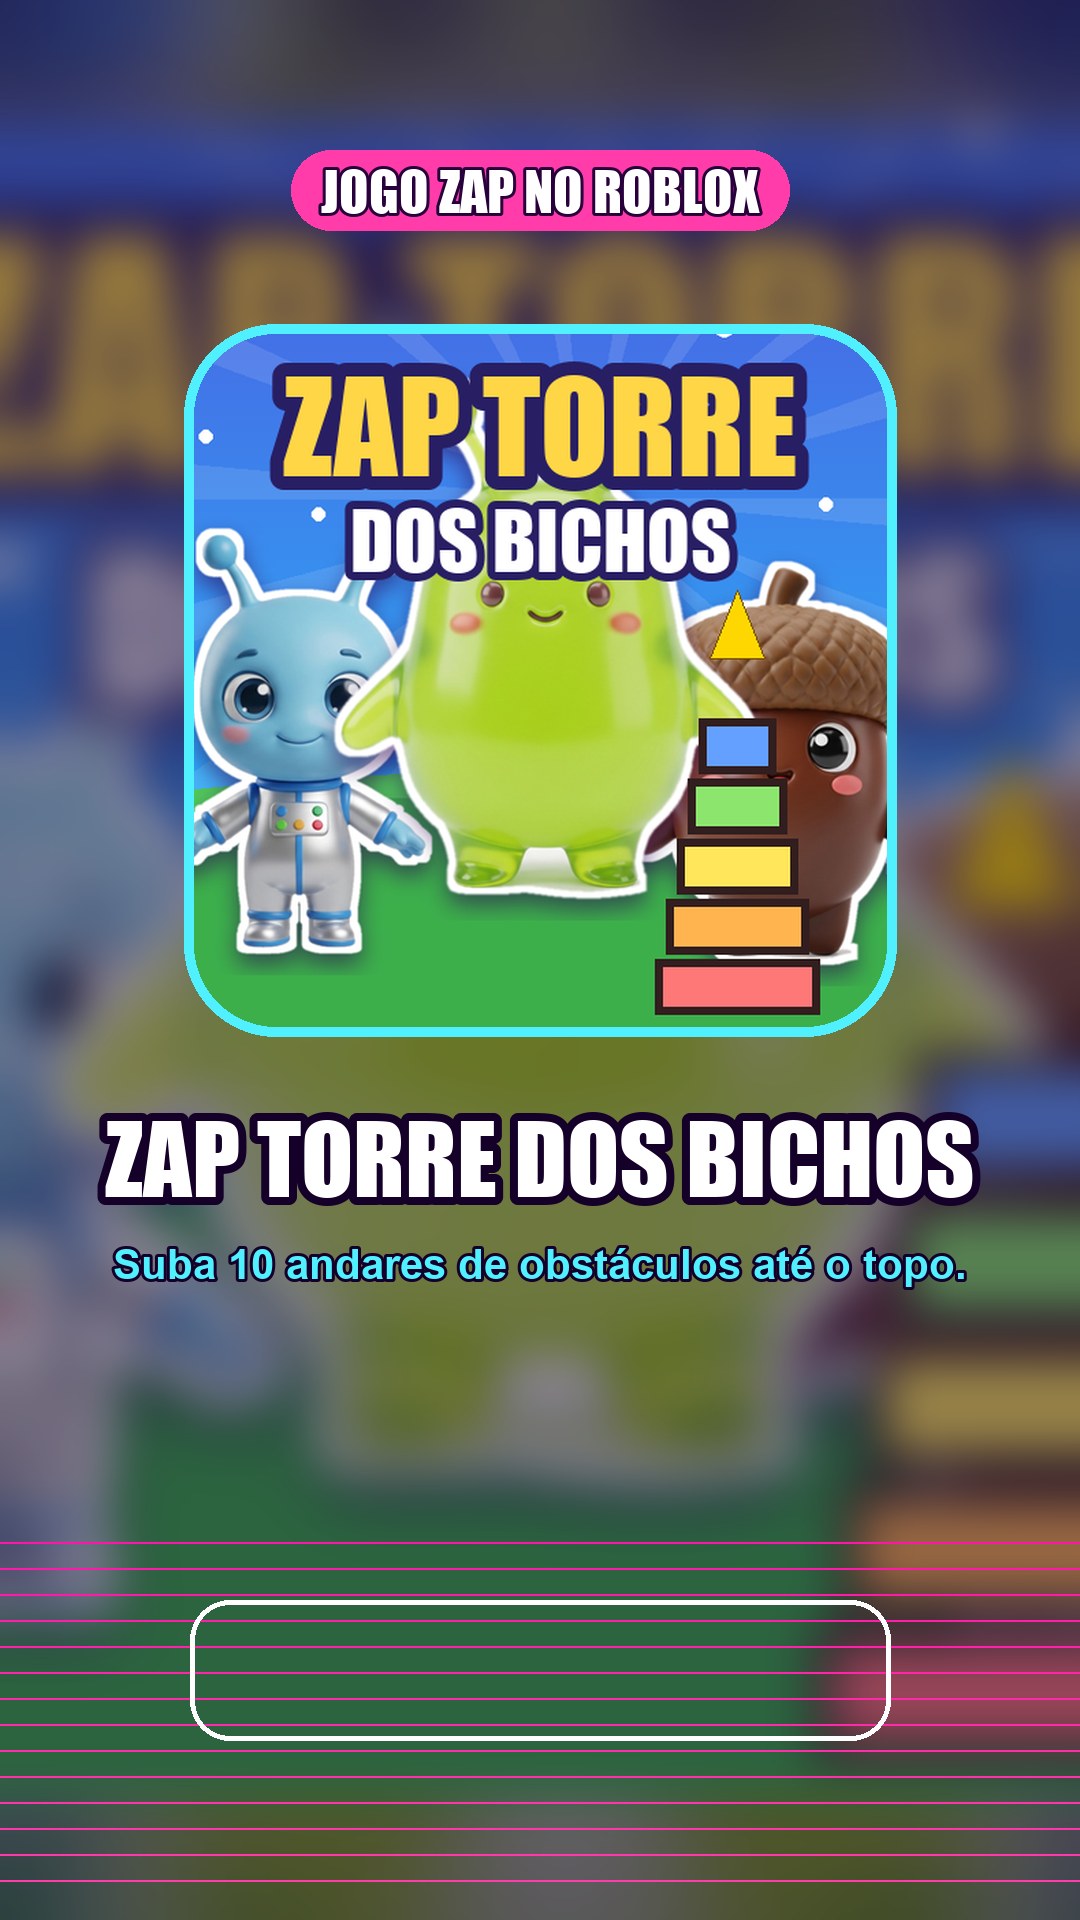 JOGO ZAP NO ROBLOX
ZAP TORRE
DOS BICHOS
ZAP TORRE DOS BICHOS
Suba 10 andares de obstáculos até o topo.